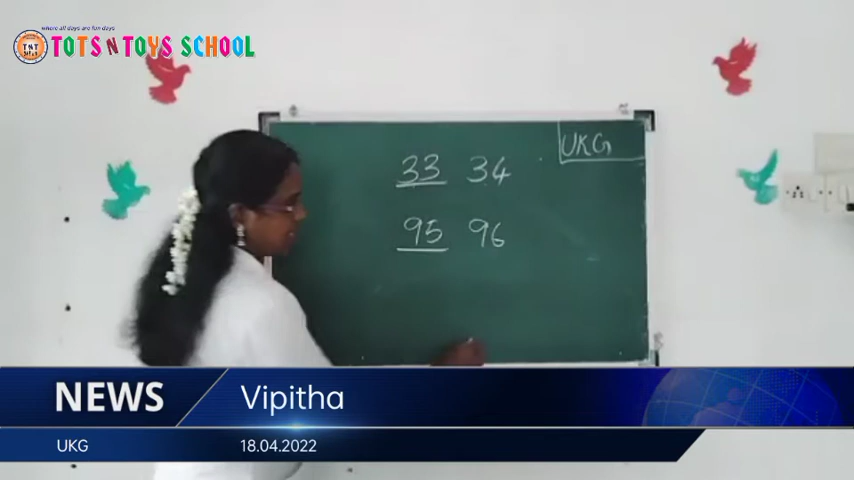 where all days are fun days
TNT
TOTS N TOYS SCHOOL
UKG
33 34
95 96
NEWS Vipitha
UKG 18.04.2022